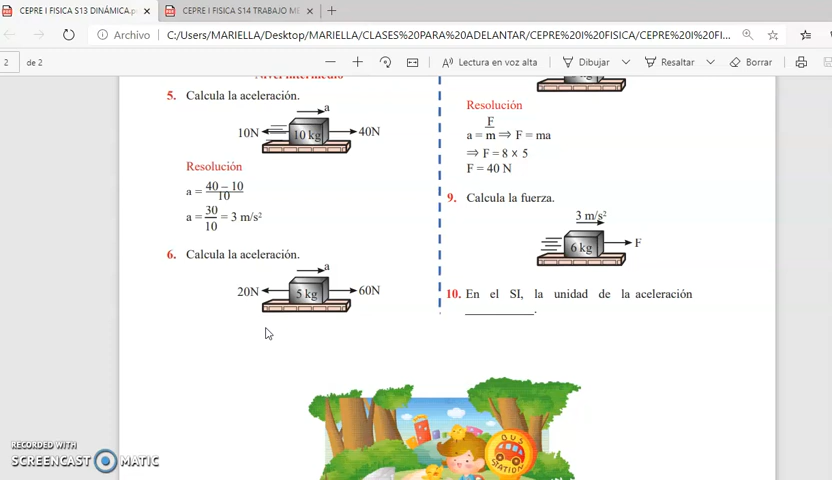 CEPRE I FISICA S13 DINÁMICA.p
CEPRE I FISICA S14 TRABAJO ME
Archivo
C:/Users/MARIELLA/Desktop/MARIELLA/CLASES%20PARA%20ADELANTAR/CEPRE%20I%20FISICA/CEPRE%20I%20FI...
2
de 2
Lectura en voz alta
Dibujar
Resaltar
Borrar
5. Calcula la aceleración.
a
10N
10 kg
40N
Resolución
a = 40 – 10
10
a = 30
10
= 3 m/s²
6. Calcula la aceleración.
a
20N
5 kg
60N
Resolución
F
a = m ⇒ F = ma
⇒ F = 8 × 5
F = 40 N
9. Calcula la fuerza.
3 m/s²
6 kg
F
10. En el SI, la unidad de la aceleración
.
BUS
STATION
RECORDED WITH
SCREENCAST MATIC